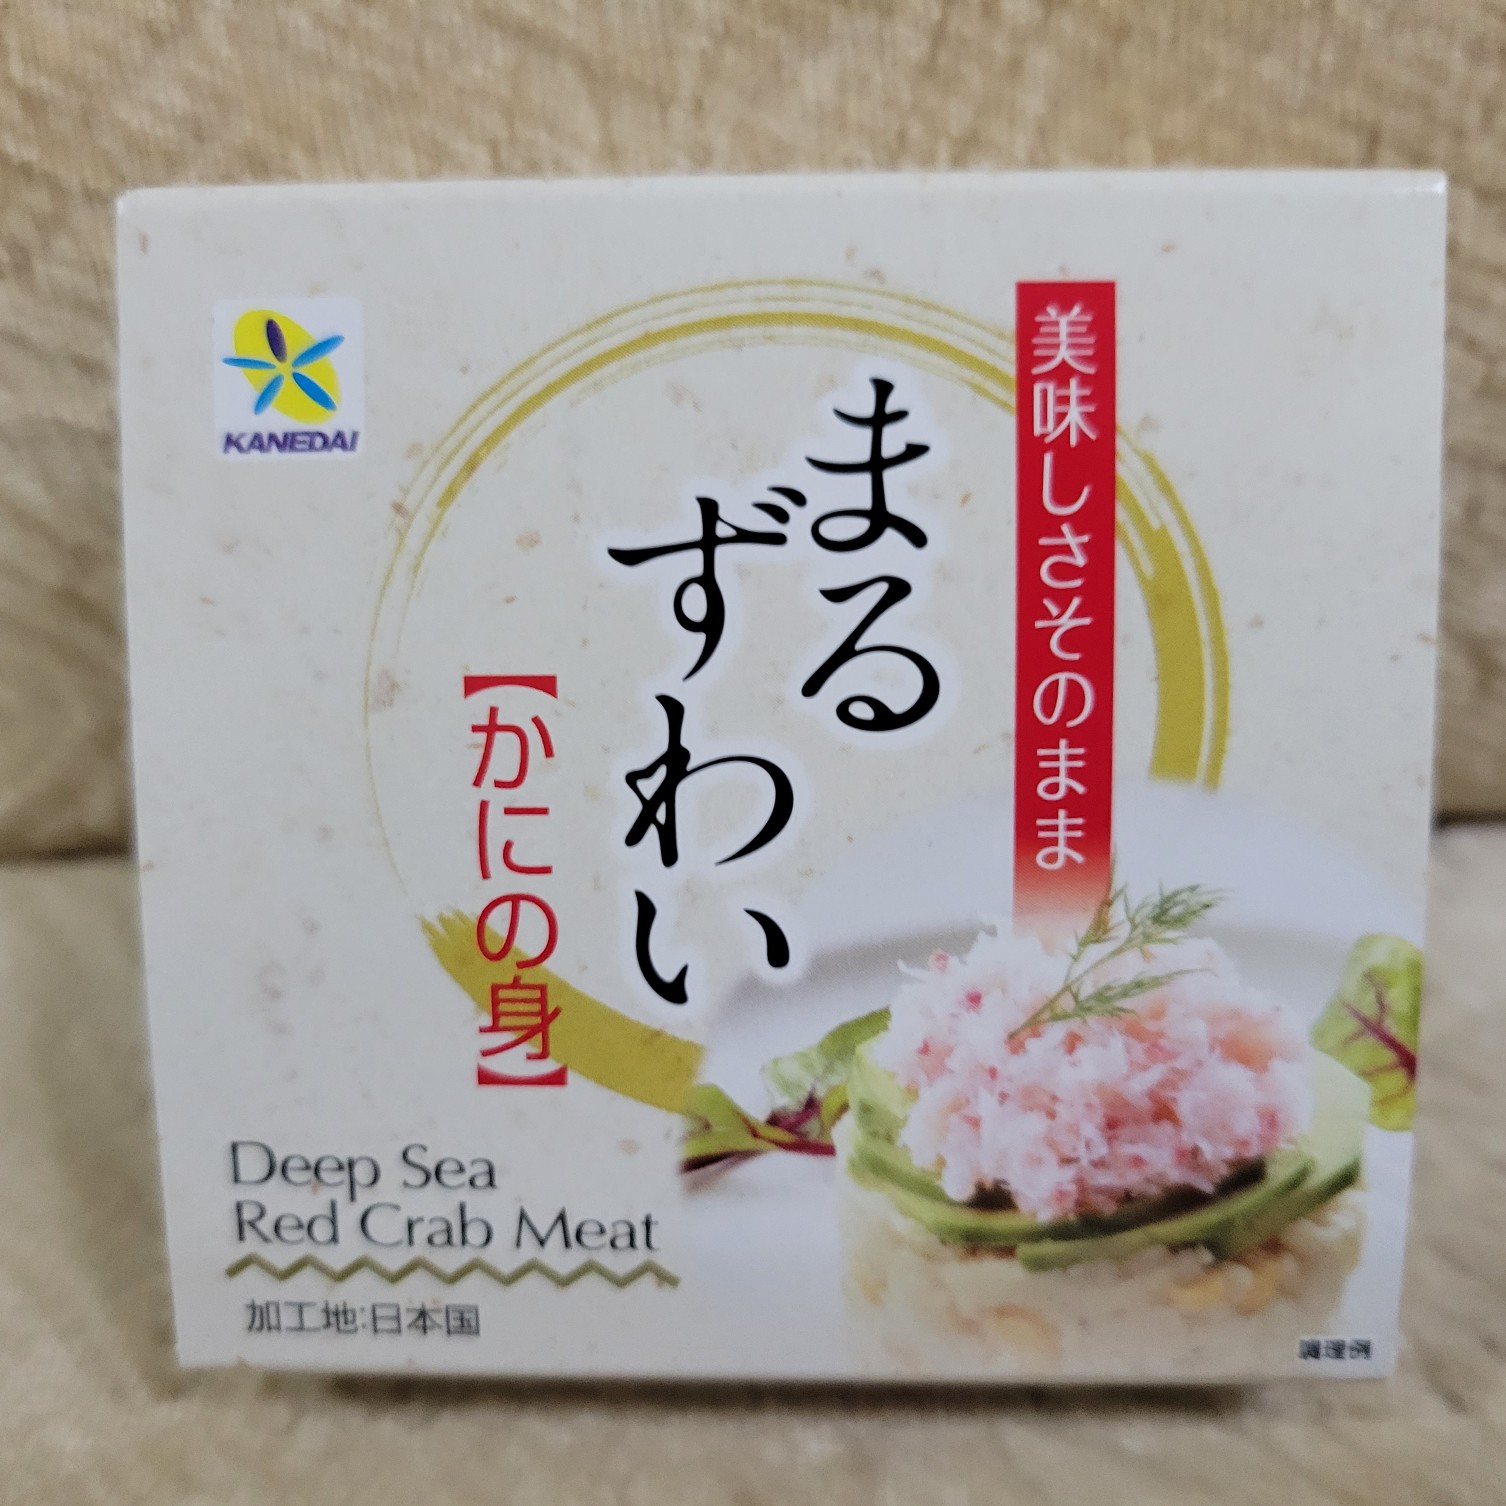 KANEDAI
美味しさそのまま
まる
ずわい
【かにの身】
Deep Sea
Red Crab Meat
加工地:日本国
調理例